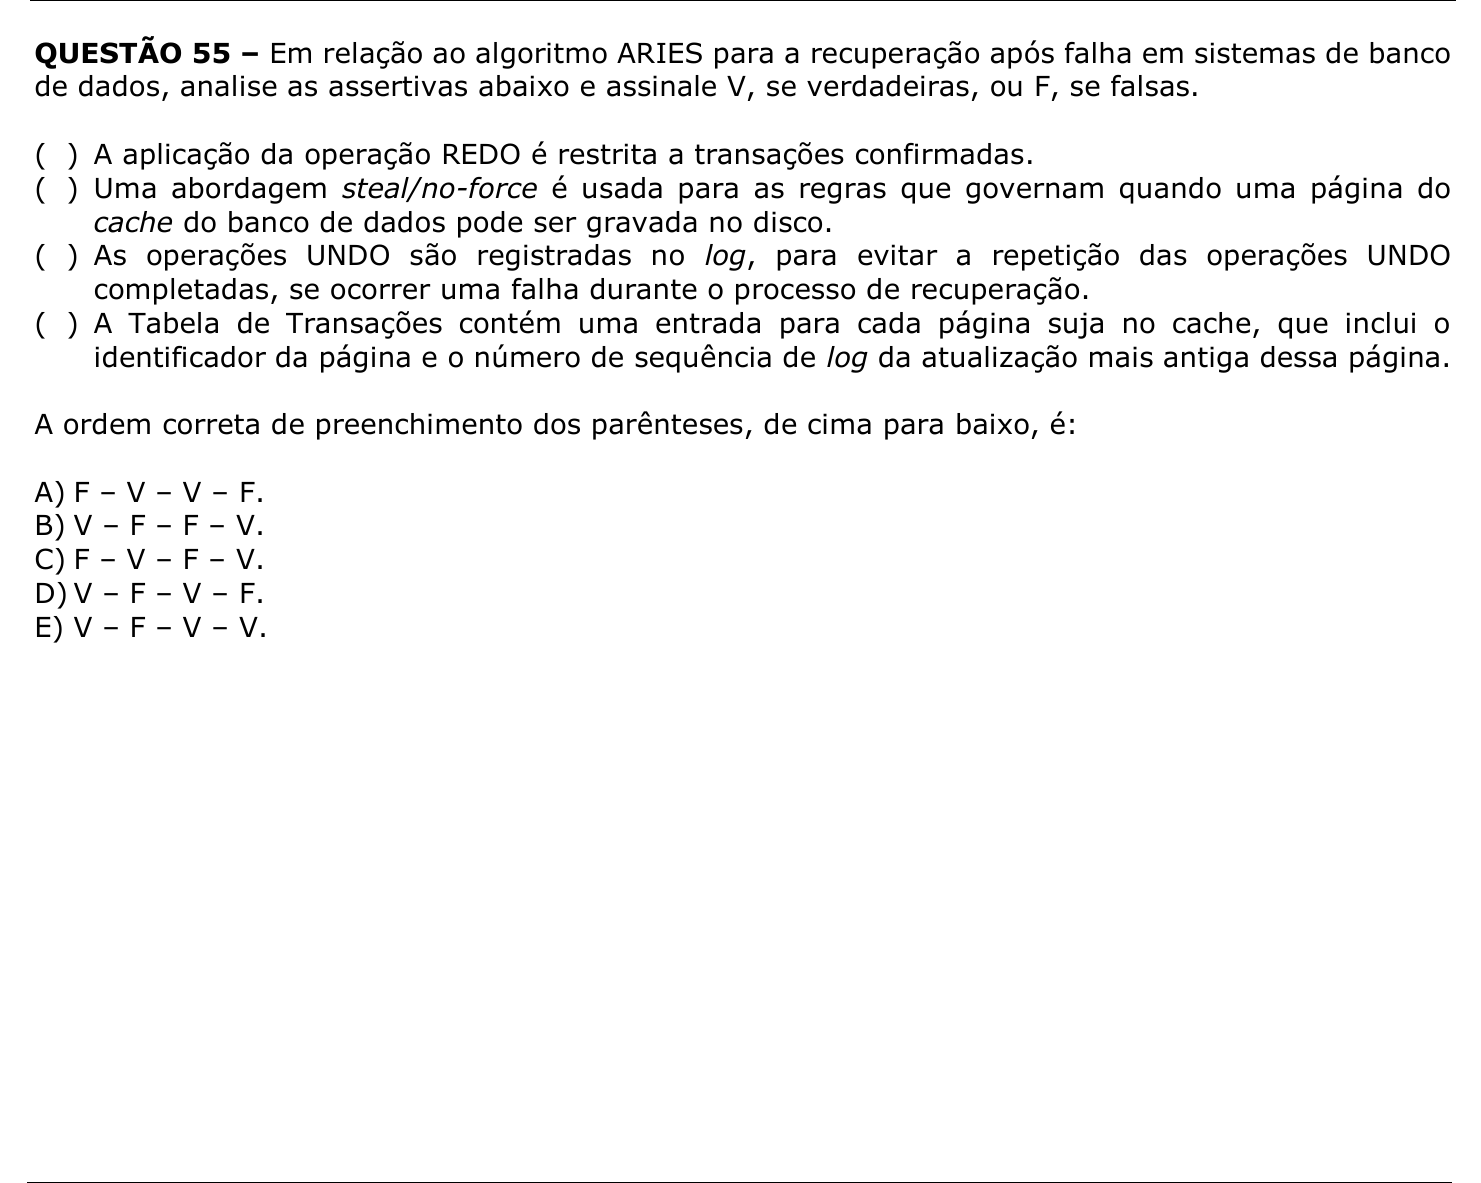 QUESTÃO 55 – Em relação ao algoritmo ARIES para a recuperação após falha em sistemas de banco
de dados, analise as assertivas abaixo e assinale V, se verdadeiras, ou F, se falsas.
( ) A aplicação da operação REDO é restrita a transações confirmadas.
( ) Uma abordagem steal/no-force é usada para as regras que governam quando uma página do
cache do banco de dados pode ser gravada no disco.
( ) As operações UNDO são registradas no log, para evitar a repetição das operações UNDO
completadas, se ocorrer uma falha durante o processo de recuperação.
( ) A Tabela de Transações contém uma entrada para cada página suja no cache, que inclui o
identificador da página e o número de sequência de log da atualização mais antiga dessa página.
A ordem correta de preenchimento dos parênteses, de cima para baixo, é:
A) F – V – V – F.
B) V – F – F – V.
C) F – V – F – V.
D) V – F – V – F.
E) V – F – V – V.